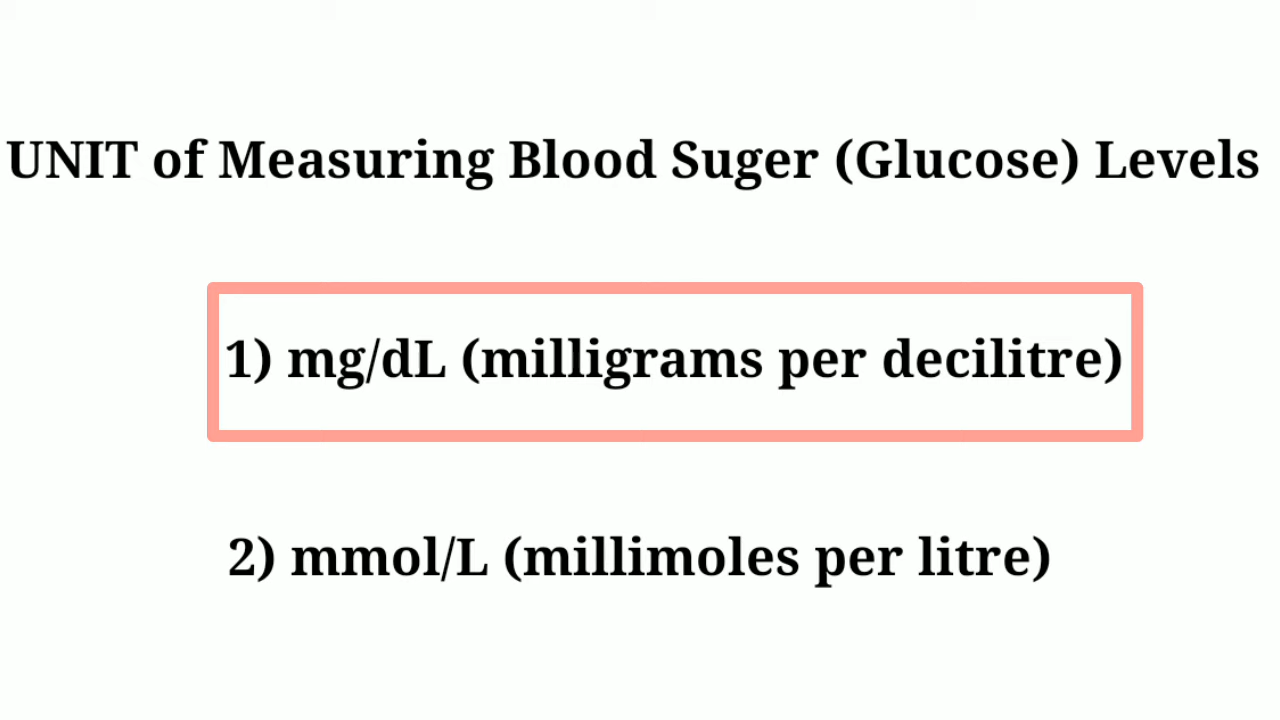 UNIT of Measuring Blood Suger (Glucose) Levels
1) mg/dL (milligrams per decilitre)
2) mmol/L (millimoles per litre)